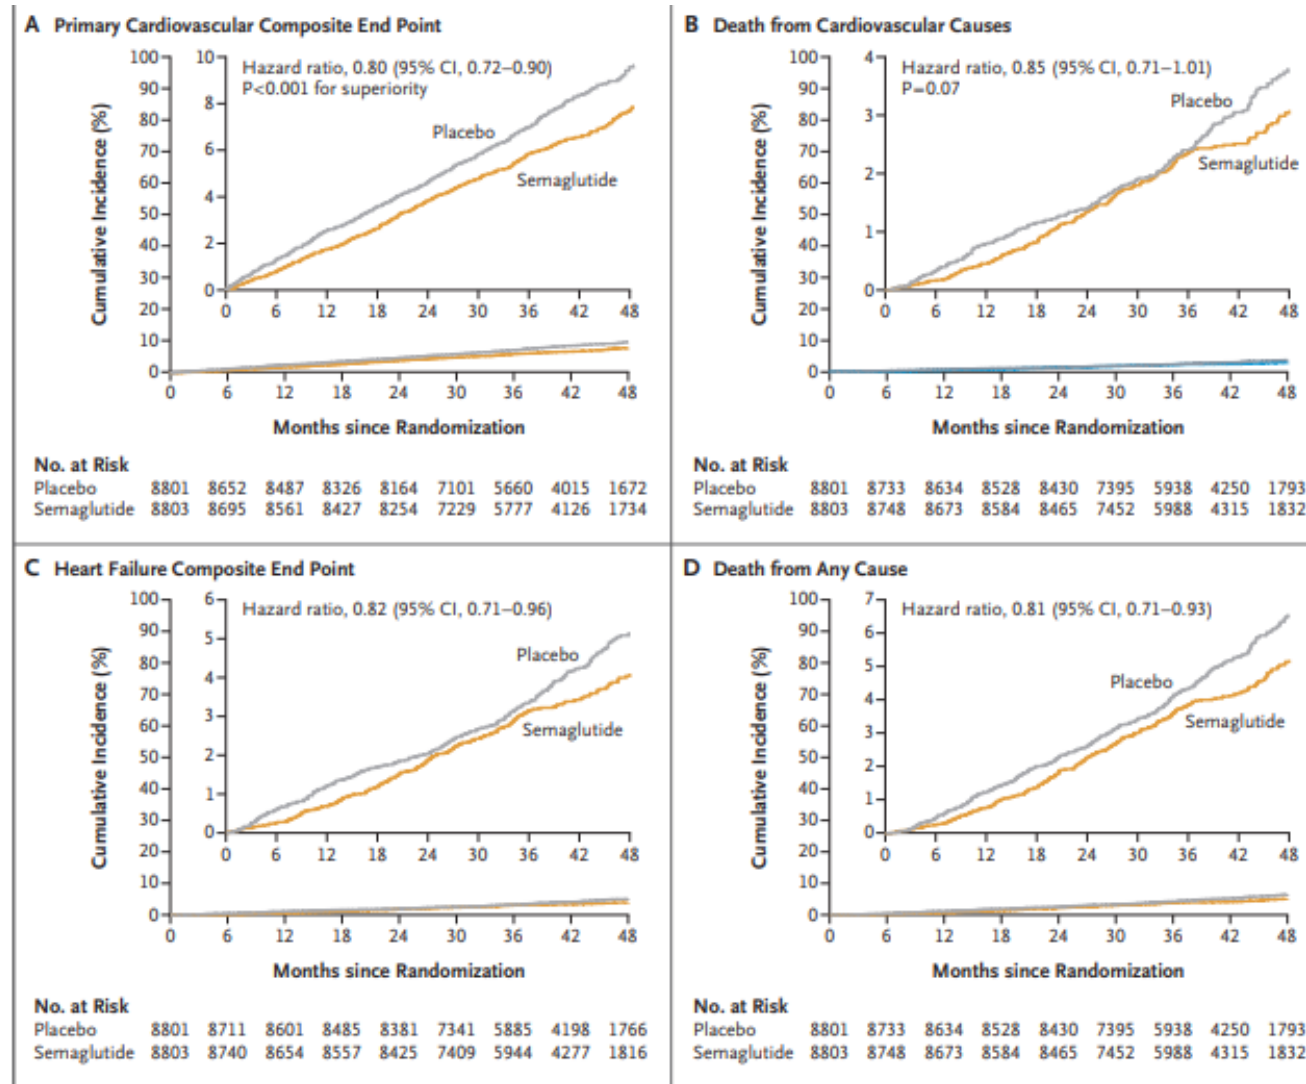 A Primary Cardiovascular Composite End Point
Hazard ratio, 0.80 (95% CI, 0.72–0.90)
P<0.001 for superiority
Placebo
Semaglutide
Cumulative Incidence (%)
100
90
80
70
60
50
40
30
20
10
0
10
8
6
4
2
0
0 6 12 18 24 30 36 42 48
0 6 12 18 24 30 36 42 48
Months since Randomization
No. at Risk
Placebo 8801 8652 8487 8326 8164 7101 5660 4015 1672
Semaglutide 8803 8695 8561 8427 8254 7229 5777 4126 1734
B Death from Cardiovascular Causes
Hazard ratio, 0.85 (95% CI, 0.71–1.01)
P=0.07
Placebo
Semaglutide
Cumulative Incidence (%)
100
90
80
70
60
50
40
30
20
10
0
4
3
2
1
0
0 6 12 18 24 30 36 42 48
0 6 12 18 24 30 36 42 48
Months since Randomization
No. at Risk
Placebo 8801 8733 8634 8528 8430 7395 5938 4250 1793
Semaglutide 8803 8748 8673 8584 8465 7452 5988 4315 1832
C Heart Failure Composite End Point
Hazard ratio, 0.82 (95% CI, 0.71–0.96)
Placebo
Semaglutide
Cumulative Incidence (%)
100
90
80
70
60
50
40
30
20
10
0
6
5
4
3
2
1
0
0 6 12 18 24 30 36 42 48
0 6 12 18 24 30 36 42 48
Months since Randomization
No. at Risk
Placebo 8801 8711 8601 8485 8381 7341 5885 4198 1766
Semaglutide 8803 8740 8654 8557 8425 7409 5944 4277 1816
D Death from Any Cause
Hazard ratio, 0.81 (95% CI, 0.71–0.93)
Placebo
Semaglutide
Cumulative Incidence (%)
100
90
80
70
60
50
40
30
20
10
0
7
6
5
4
3
2
1
0
0 6 12 18 24 30 36 42 48
0 6 12 18 24 30 36 42 48
Months since Randomization
No. at Risk
Placebo 8801 8733 8634 8528 8430 7395 5938 4250 1793
Semaglutide 8803 8748 8673 8584 8465 7452 5988 4315 1832